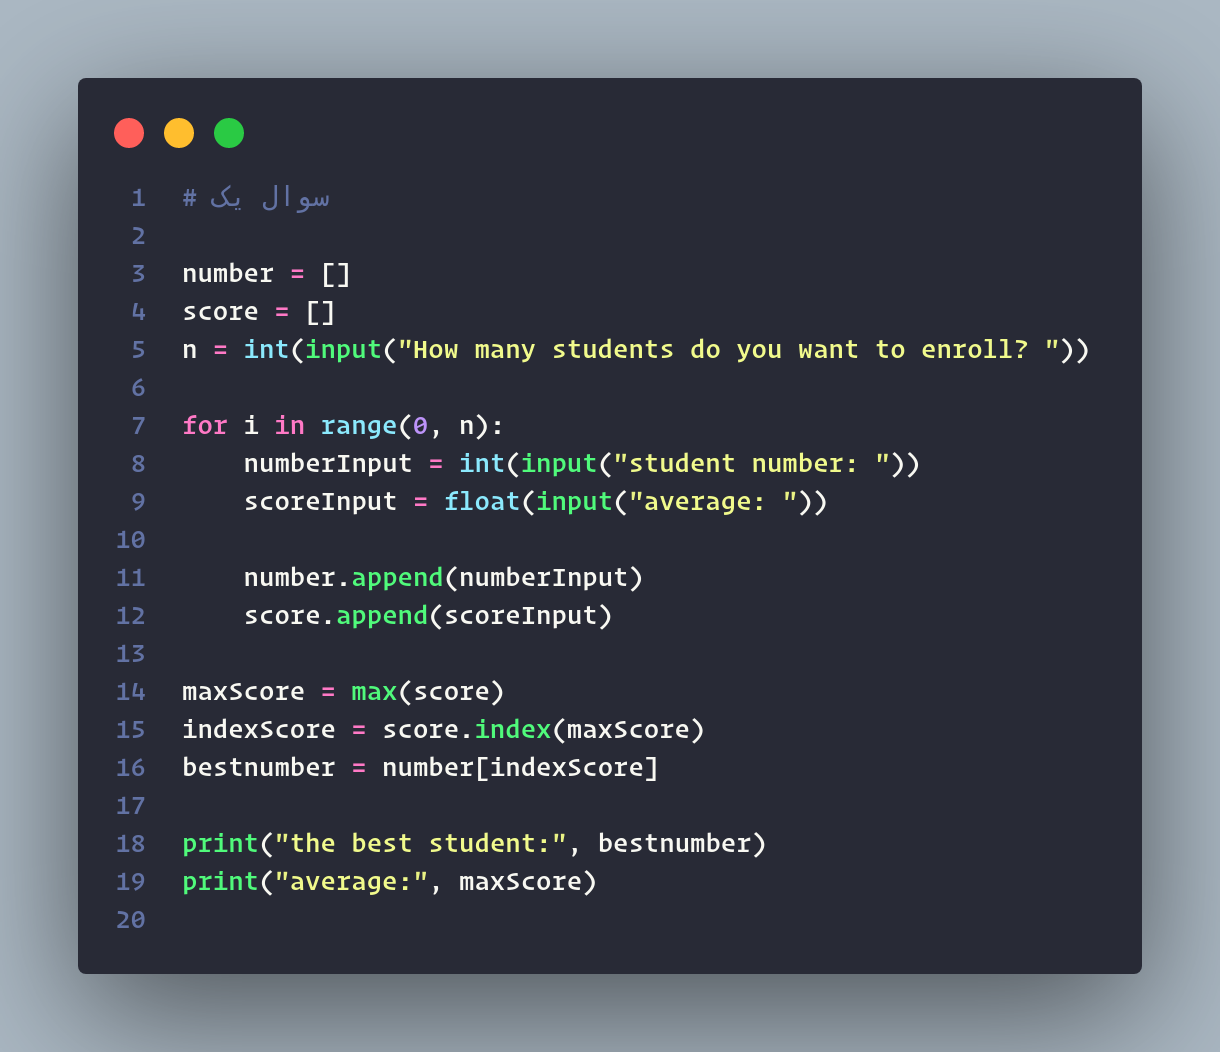 1 # سوال یک
2
3 number = []
4 score = []
5 n = int(input("How many students do you want to enroll? "))
6
7 for i in range(0, n):
8     numberInput = int(input("student number: "))
9     scoreInput = float(input("average: "))
10
11     number.append(numberInput)
12     score.append(scoreInput)
13
14 maxScore = max(score)
15 indexScore = score.index(maxScore)
16 bestnumber = number[indexScore]
17
18 print("the best student:", bestnumber)
19 print("average:", maxScore)
20